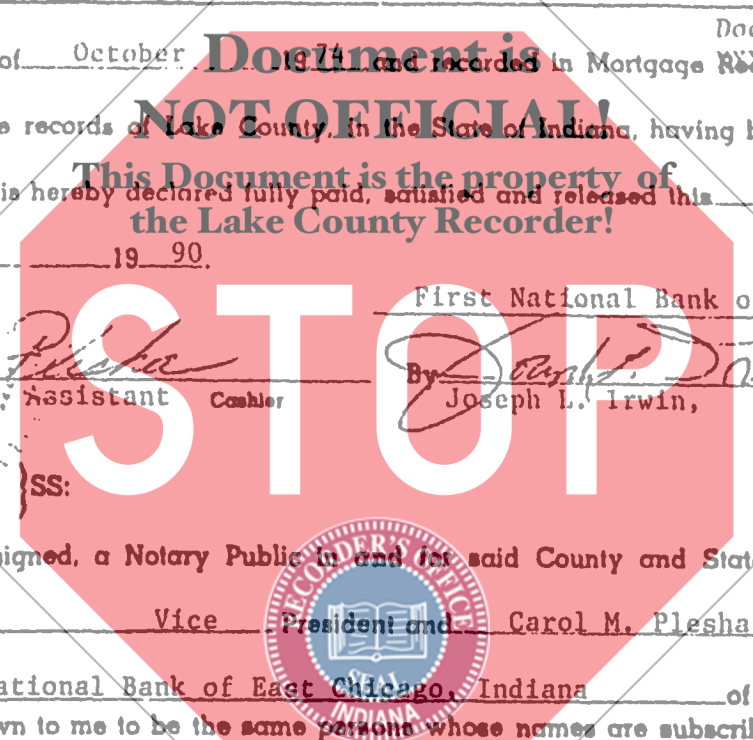 Doc
of October 1974 and recorded in Mortgage
Document is
NOT OFFICIAL!
e records of Lake County, in the State of Indiana, having b
This Document is the property of
is hereby declared fully paid, satisfied and released this
the Lake County Recorder!
19 90.
First National Bank o
STOP
By
Assistant Cashier
Joseph L. Irwin,
SS:
signed, a Notary Public in and for said County and Stat
RECORDER'S OFFICE
Vice President and Carol M. Plesha
SEAL
ational Bank of East Chicago, Indiana of
INDIANA
wn to me to be the same persons whose names are subscri